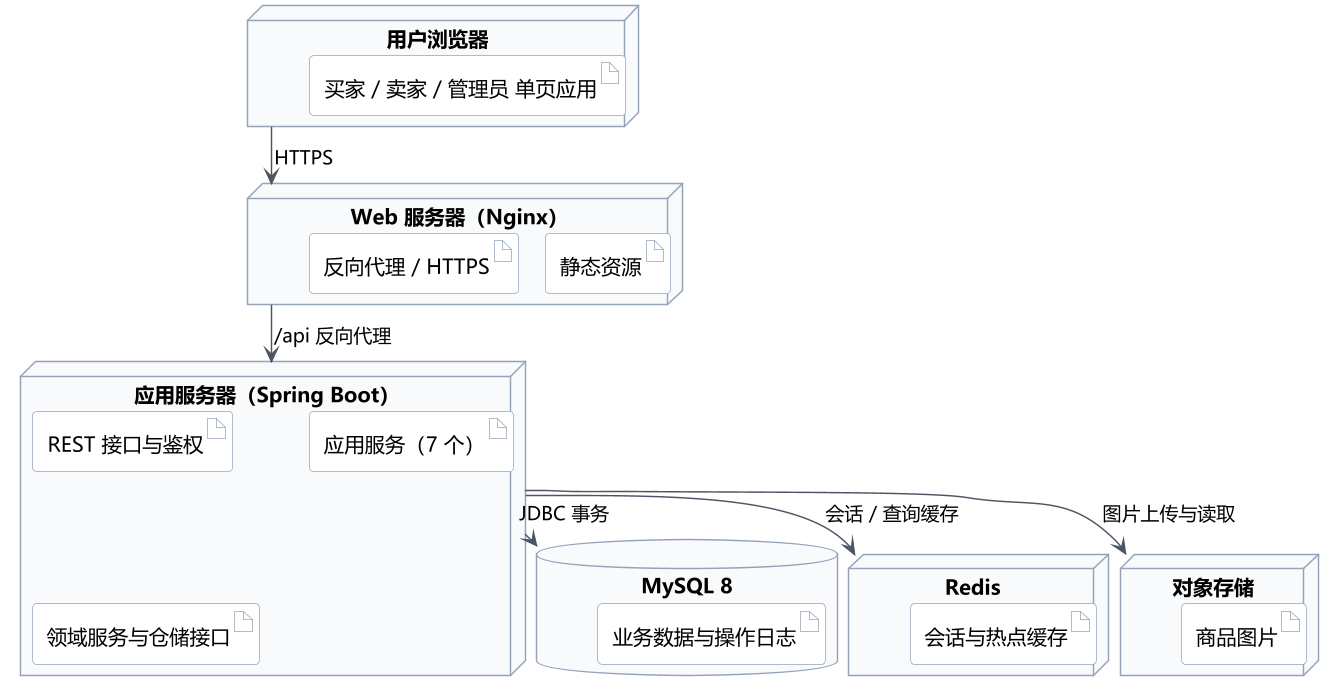 用户浏览器
买家 / 卖家 / 管理员 单页应用
HTTPS
Web 服务器（Nginx）
反向代理 / HTTPS
静态资源
/api 反向代理
应用服务器（Spring Boot）
REST 接口与鉴权
应用服务（7 个）
JDBC 事务
会话 / 查询缓存
图片上传与读取
MySQL 8
Redis
对象存储
领域服务与仓储接口
业务数据与操作日志
会话与热点缓存
商品图片